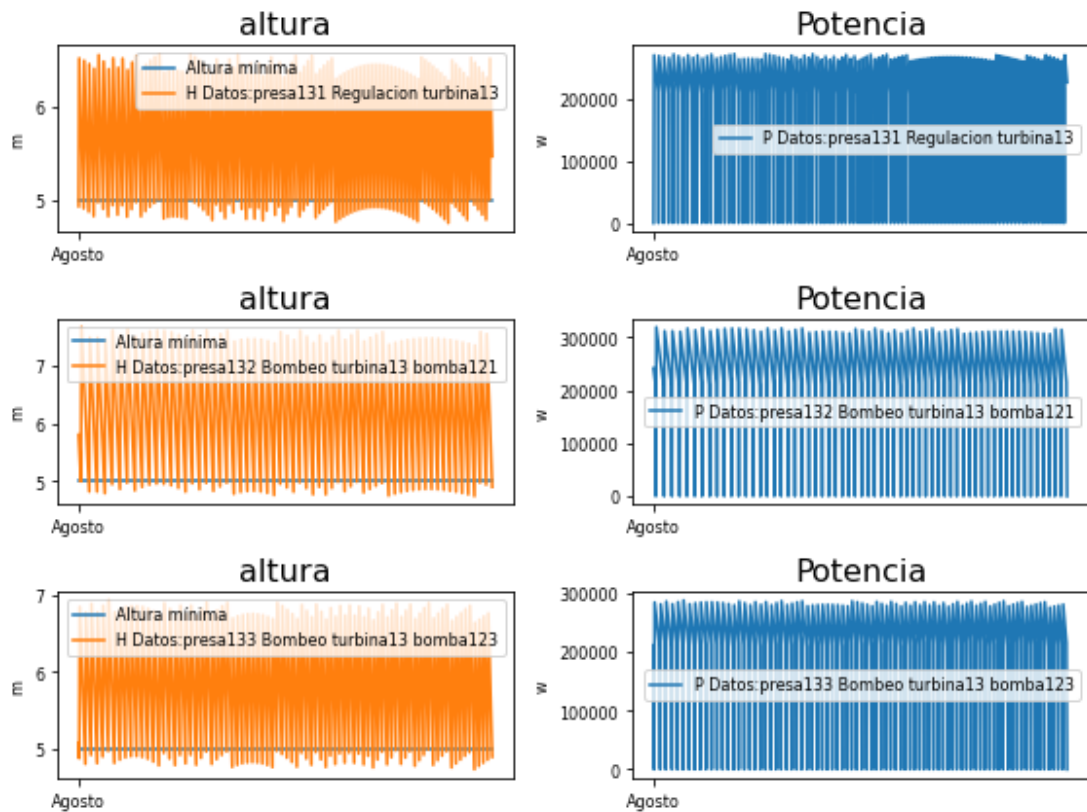 altura
Potencia
m
6
5
Altura mínima
H Datos:presa131 Regulacion turbina13
Agosto
w
200000
100000
0
P Datos:presa131 Regulacion turbina13
Agosto
altura
Potencia
m
7
6
5
Altura mínima
H Datos:presa132 Bombeo turbina13 bomba121
Agosto
w
300000
200000
100000
0
P Datos:presa132 Bombeo turbina13 bomba121
Agosto
altura
Potencia
m
7
6
5
Altura mínima
H Datos:presa133 Bombeo turbina13 bomba123
Agosto
w
300000
200000
100000
0
P Datos:presa133 Bombeo turbina13 bomba123
Agosto